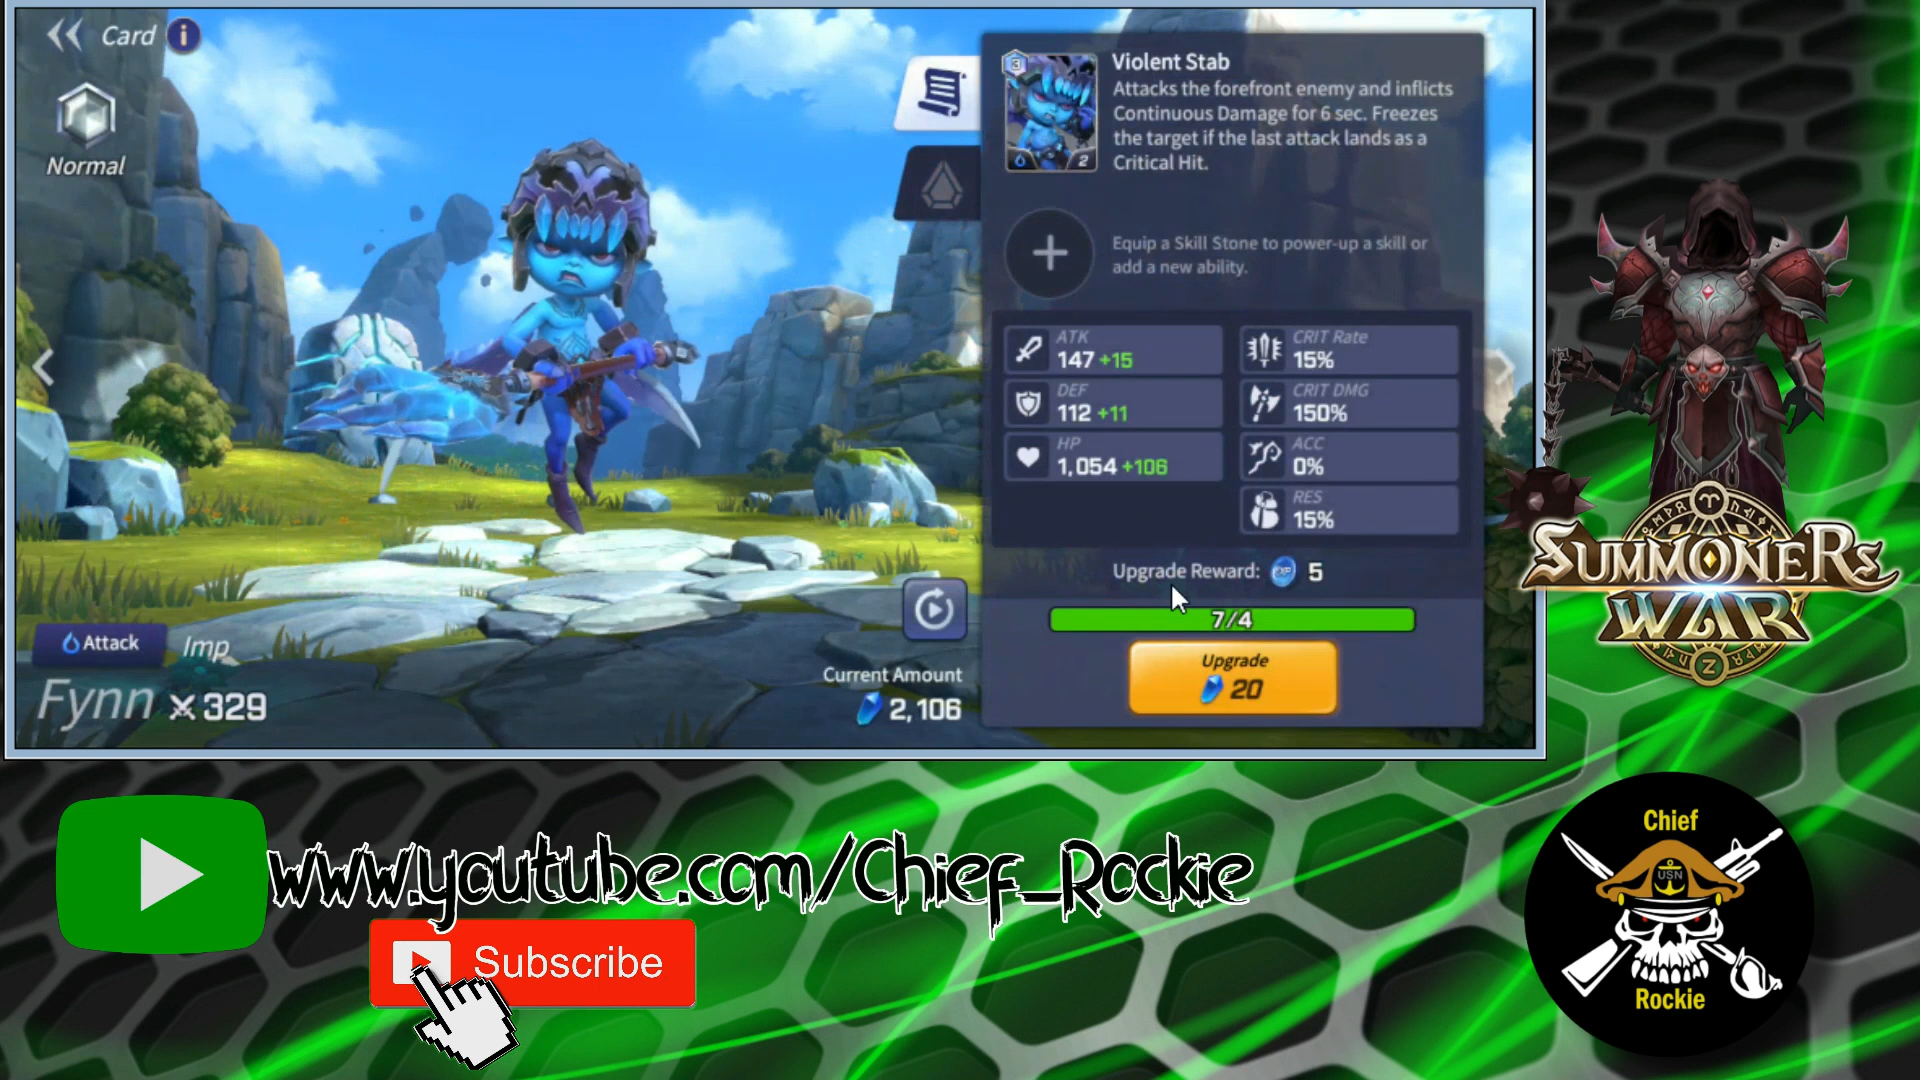 Card i
Normal
3
2
Violent Stab
Attacks the forefront enemy and inflicts
Continuous Damage for 6 sec. Freezes
the target if the last attack lands as a
Critical Hit.
Equip a Skill Stone to power-up a skill or
add a new ability.
ATK
147 +15
CRIT Rate
15%
DEF
112 +11
CRIT DMG
150%
HP
1,054 +106
ACC
0%
RES
15%
Upgrade Reward: EXP 5
7/4
Upgrade
20
Attack Imp
Fynn 329
Current Amount
2,106
SUMMONERS
WAR
www.youtube.com/Chief_Rockie
Subscribe
Chief
USN
Rockie